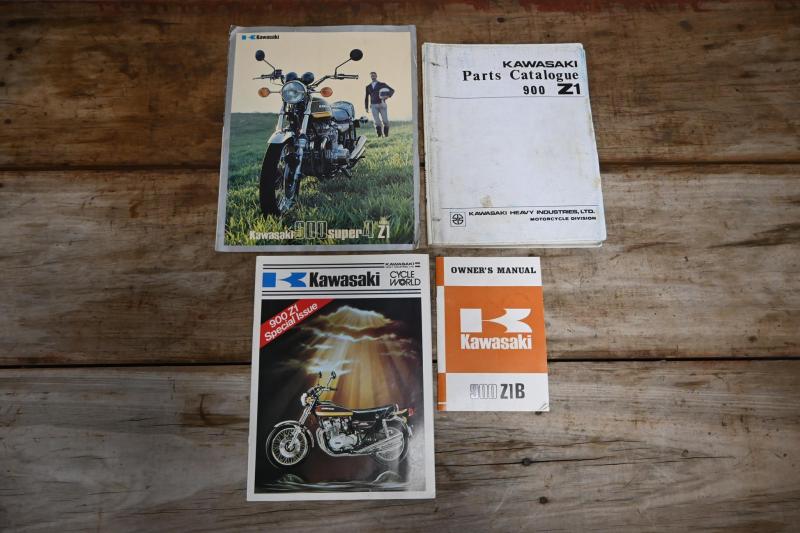 Kawasaki
Kawasaki 900 super 4 Z1
KAWASAKI
Parts Catalogue
900 Z1
KAWASAKI HEAVY INDUSTRIES, LTD.
MOTORCYCLE DIVISION
KAWASAKI
Kawasaki
CYCLE
WORLD
900 Z1
Special Issue
OWNER'S MANUAL
Kawasaki
900 Z1B